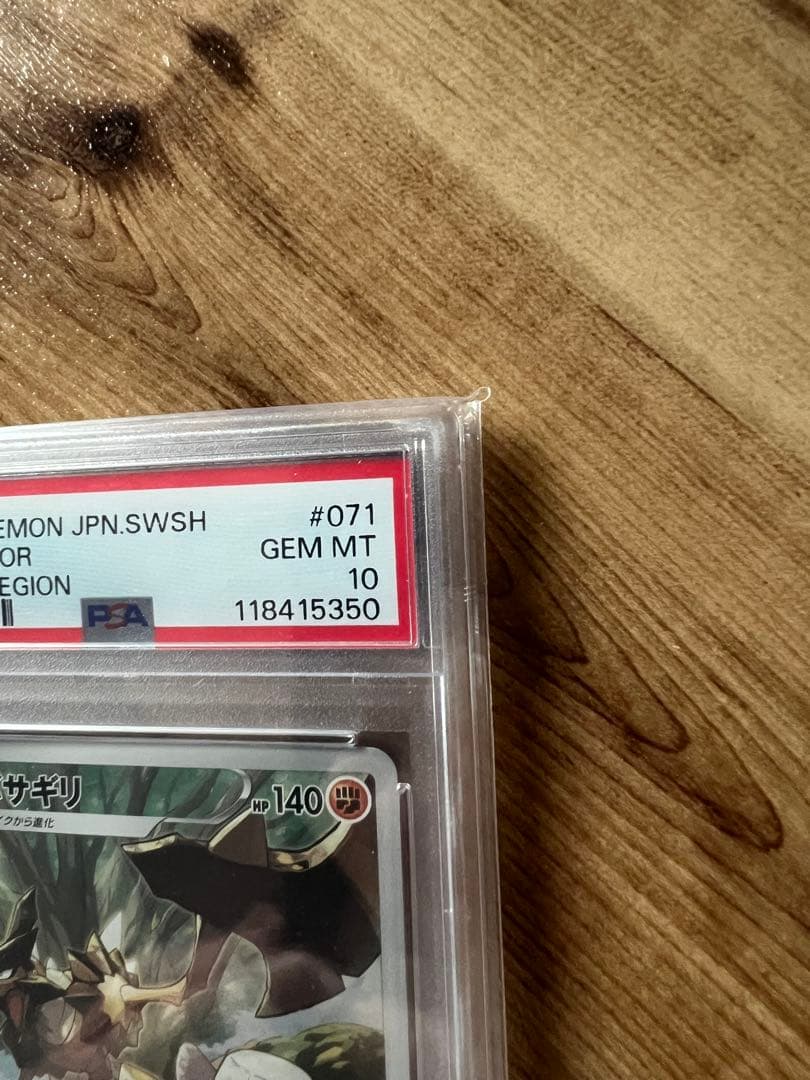 EMON JPN.SWSH #071
OR GEM MT
EGION 10
PSA 118415350
サギリ HP 140
イクから進化